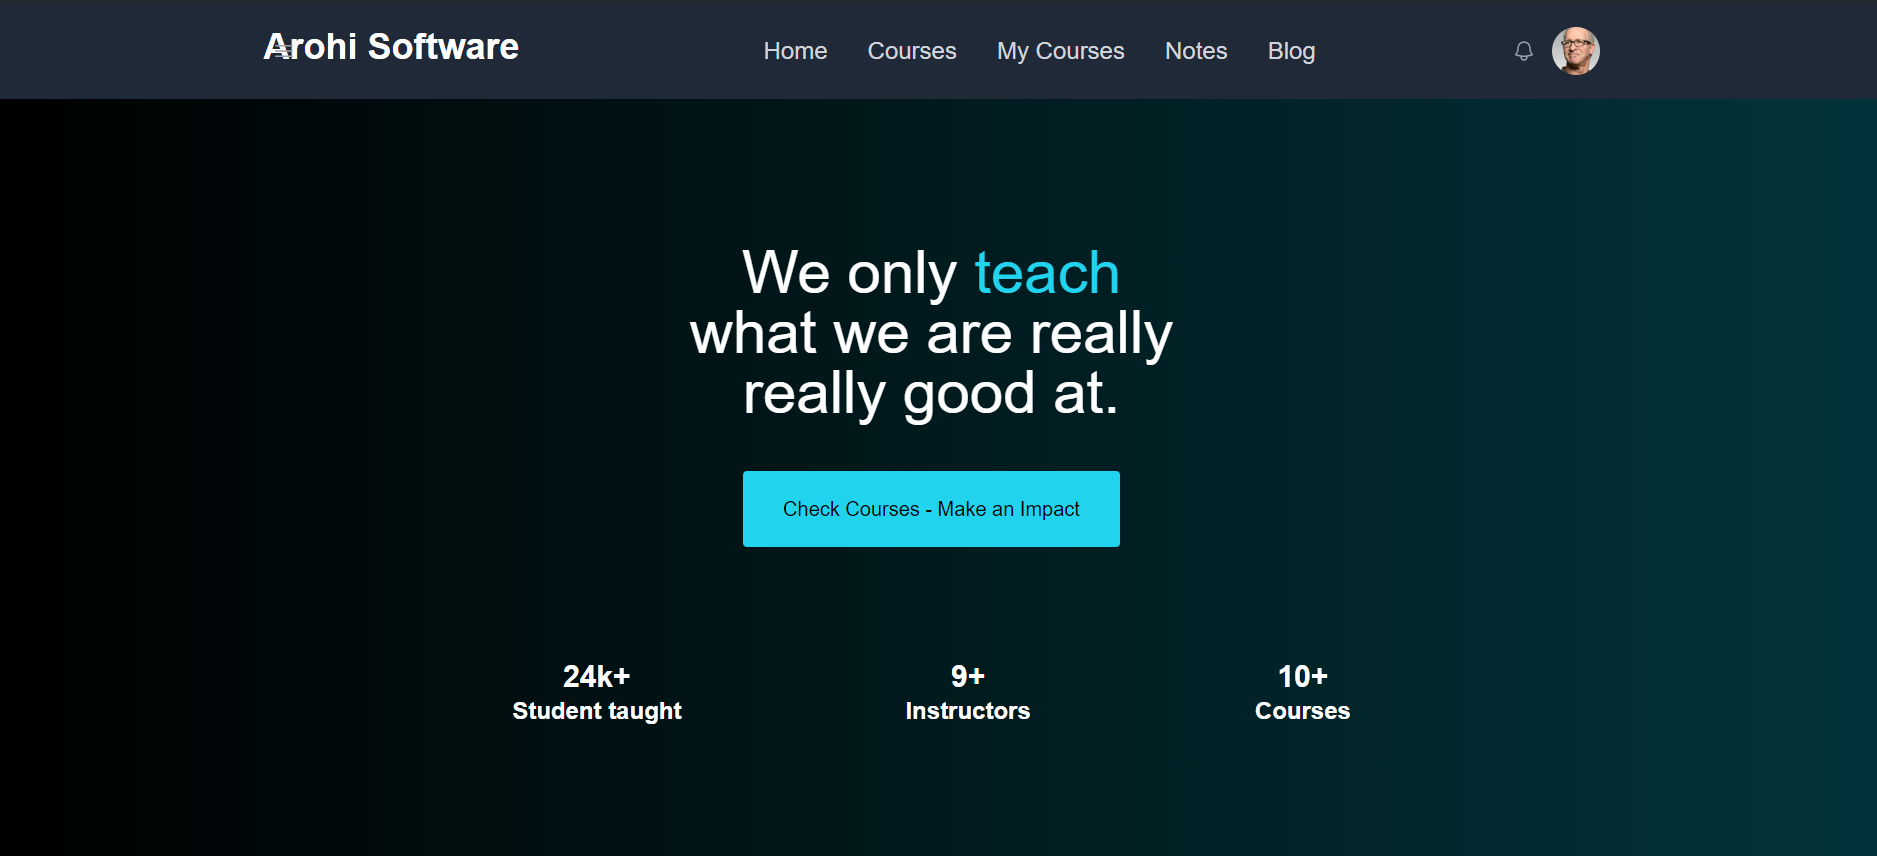 Arohi Software
Home
Courses
My Courses
Notes
Blog
We only teach
what we are really
really good at.
Check Courses - Make an Impact
24k+
Student taught
9+
Instructors
10+
Courses